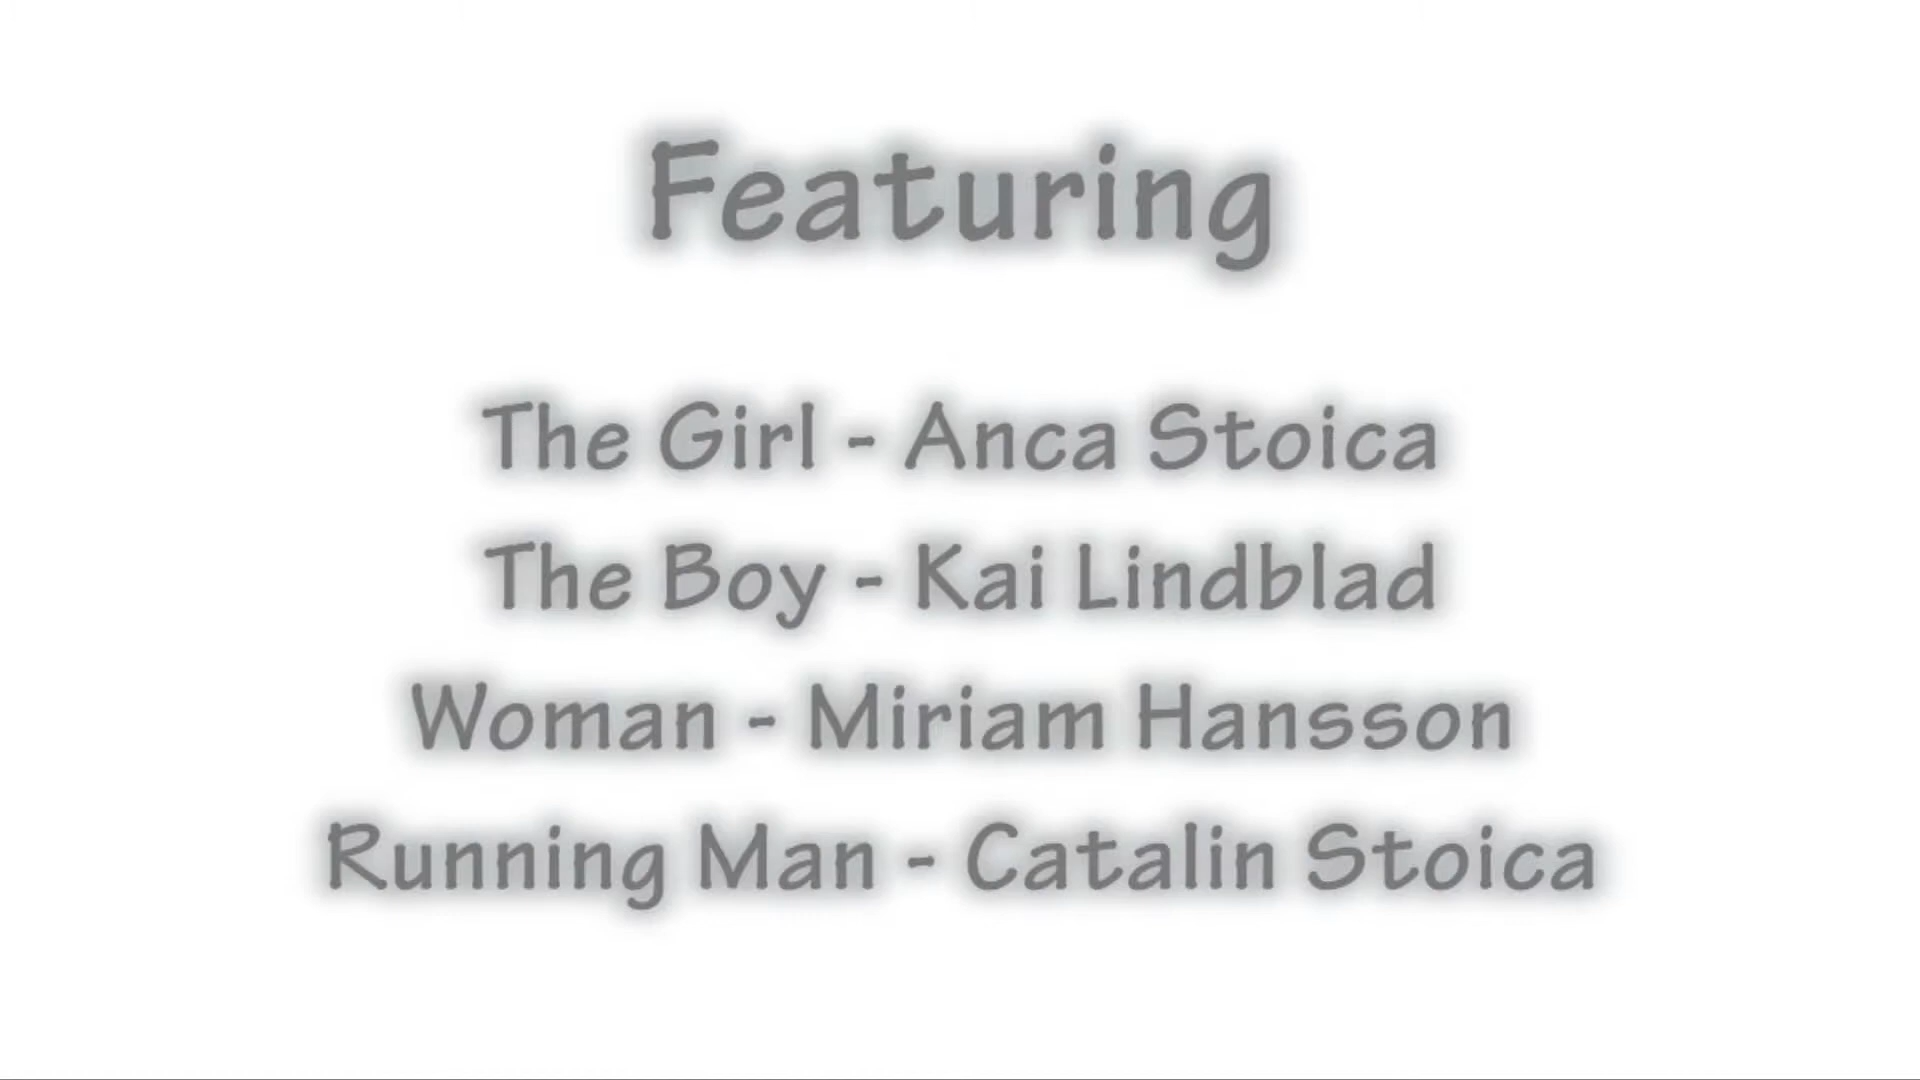 Featuring
The Girl - Anca Stoica
The Boy - Kai Lindblad
Woman - Miriam Hansson
Running Man - Catalin Stoica